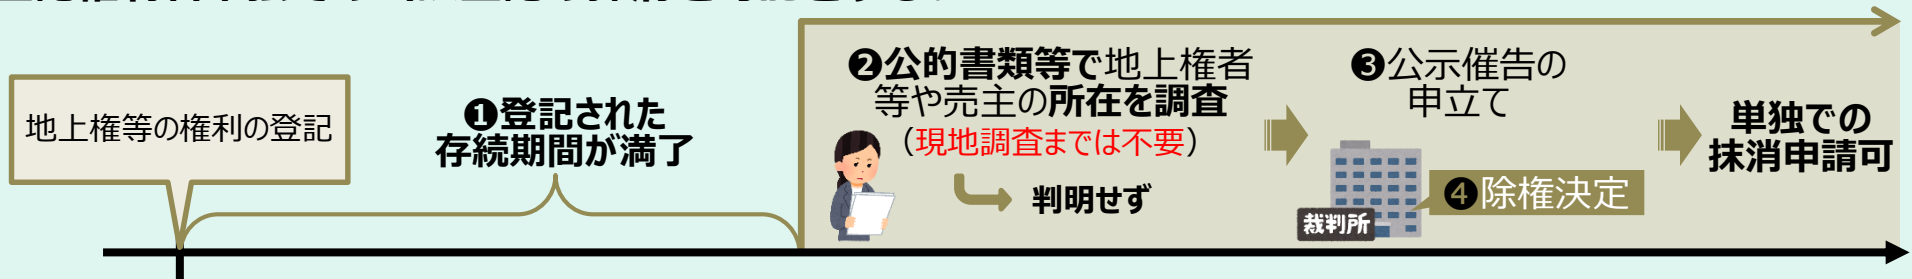 地上権等の権利の登記
❶登記された
存続期間が満了
❷公的書類等で地上権者
等や売主の所在を調査
（現地調査までは不要）
判明せず
❸公示催告の
申立て
裁判所
❹除権決定
単独での
抹消申請可